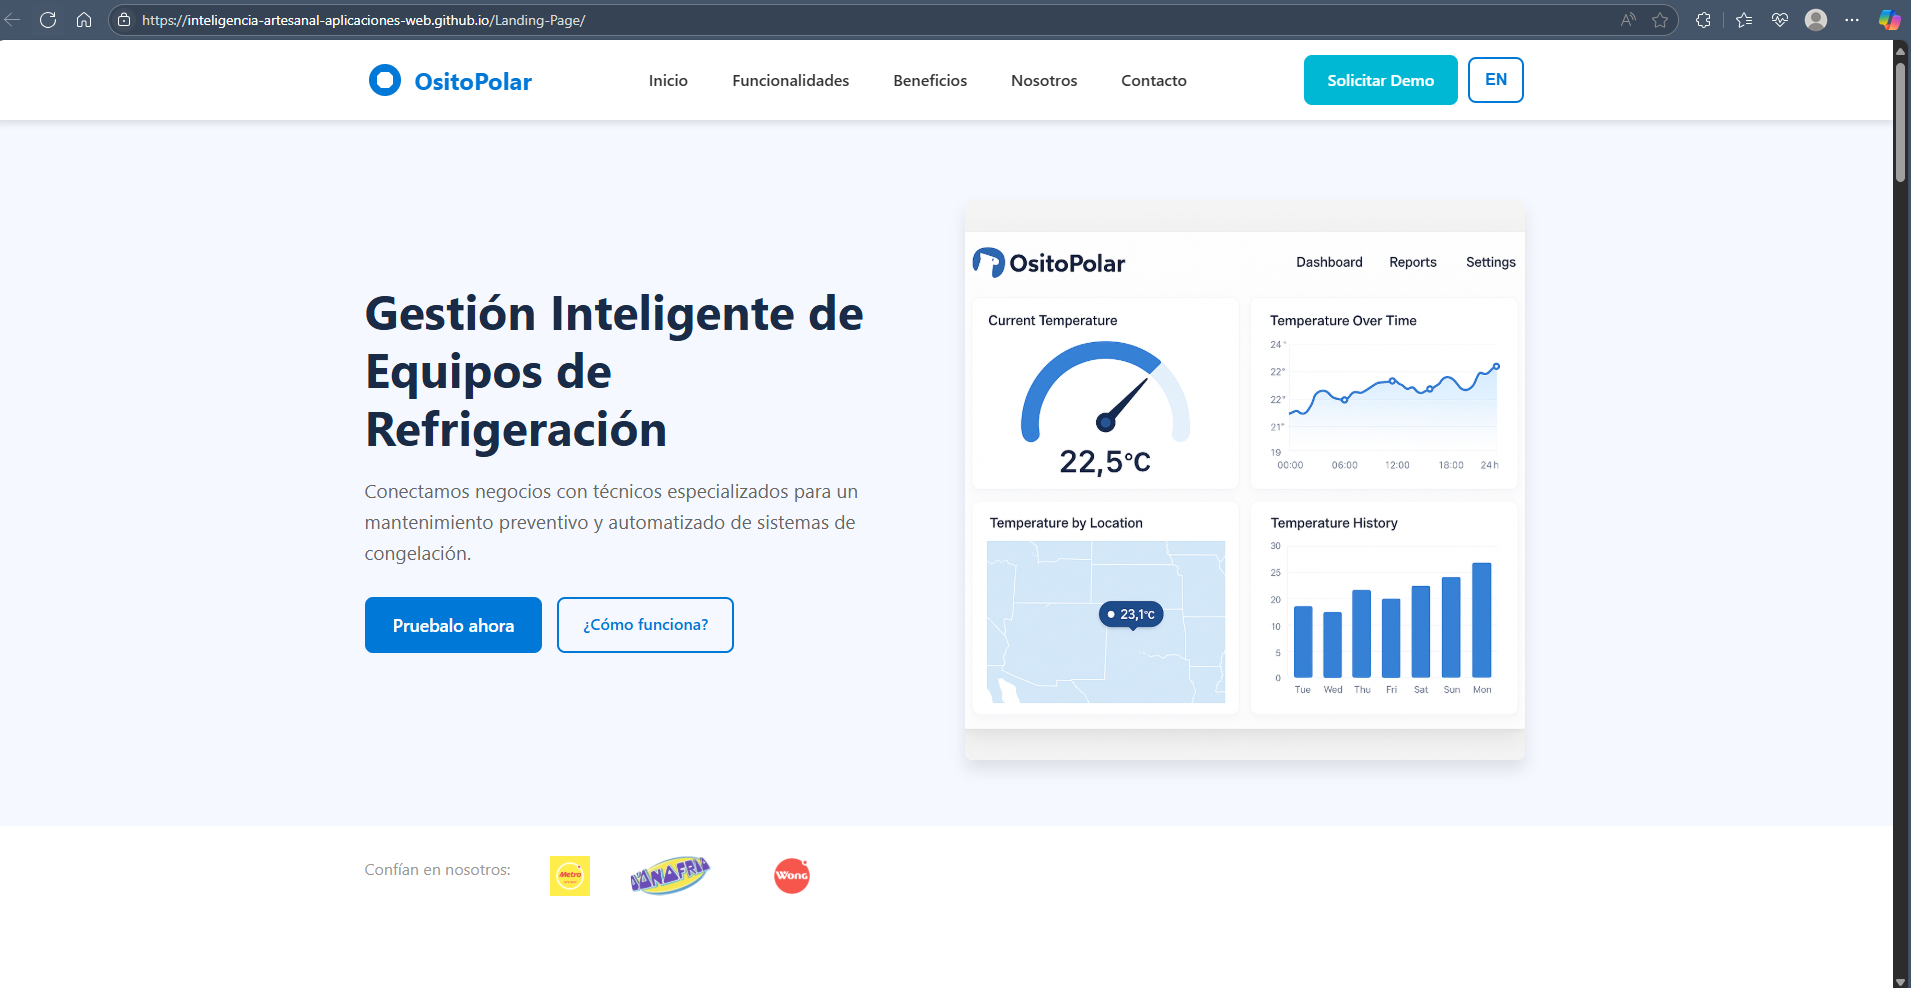 https://inteligencia-artesanal-aplicaciones-web.github.io/Landing-Page/
OsitoPolar
Inicio
Funcionalidades
Beneficios
Nosotros
Contacto
Solicitar Demo
EN
Gestión Inteligente de
Equipos de
Refrigeración
Conectamos negocios con técnicos especializados para un
mantenimiento preventivo y automatizado de sistemas de
congelación.
Pruebalo ahora
¿Cómo funciona?
OsitoPolar
Dashboard
Reports
Settings
Current Temperature
22,5°C
Temperature Over Time
24°
22°
22°
21°
19
00:00
06:00
12:00
18:00
24h
Temperature by Location
23,1°C
Temperature History
30
25
20
10
5
0
Tue
Wed
Thu
Fri
Sat
Sun
Mon
Confían en nosotros:
Metro
Wong